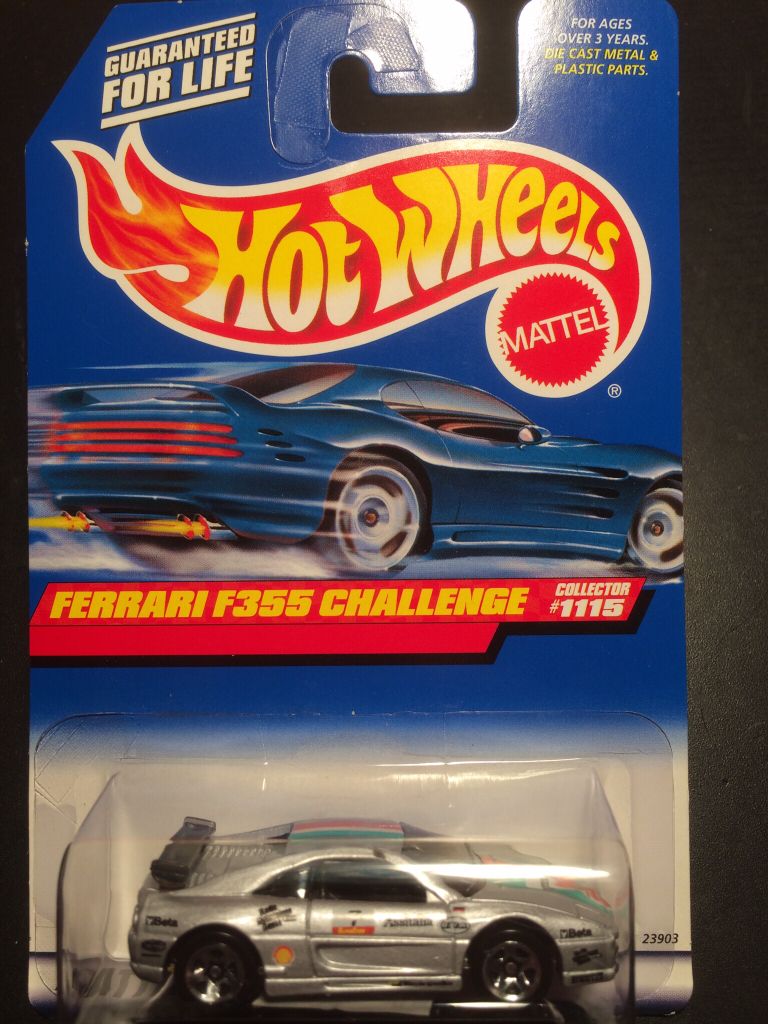 GUARANTEED
FOR LIFE
FOR AGES
OVER 3 YEARS.
DIE CAST METAL &
PLASTIC PARTS.
HOT WHEELS
MATTEL
®
FERRARI F355 CHALLENGE
COLLECTOR
#1115
Beta
Assitalia
Beta
23903